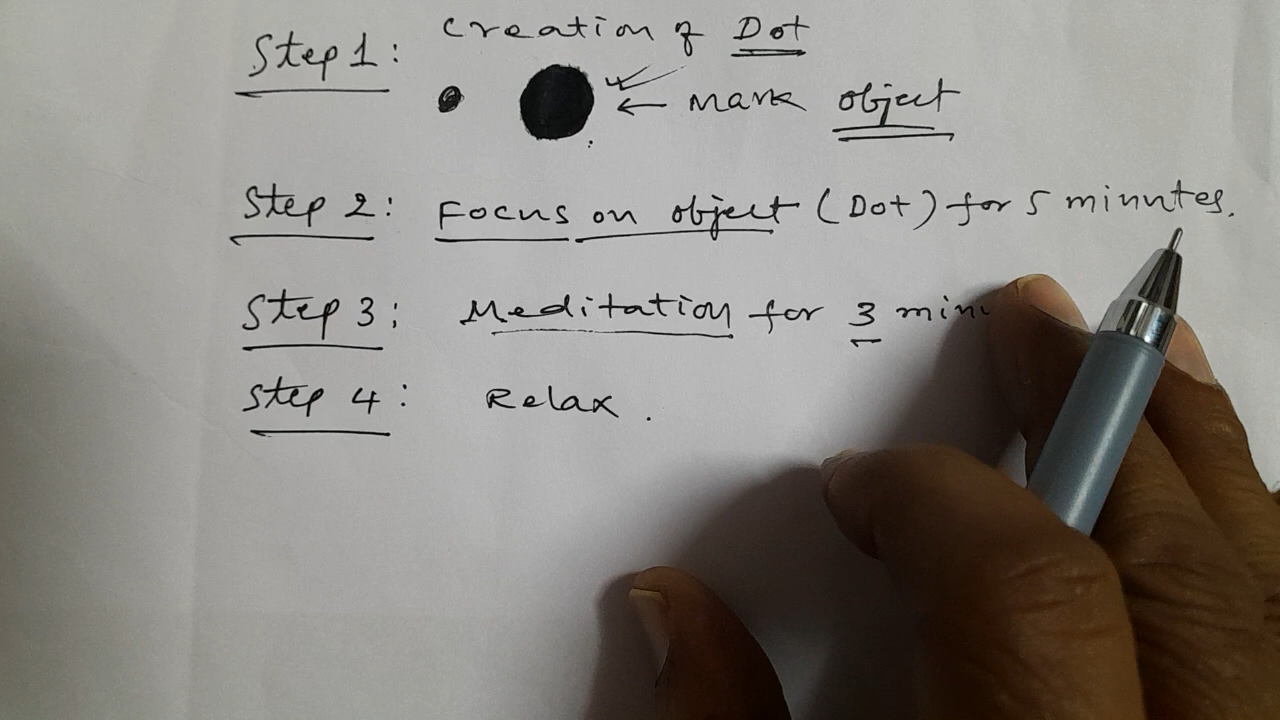 Step 1: Creation of Dot
Mark object
Step 2: Focus on object (Dot) for 5 minutes.
Step 3: Meditation for 3 min
Step 4: Relax.